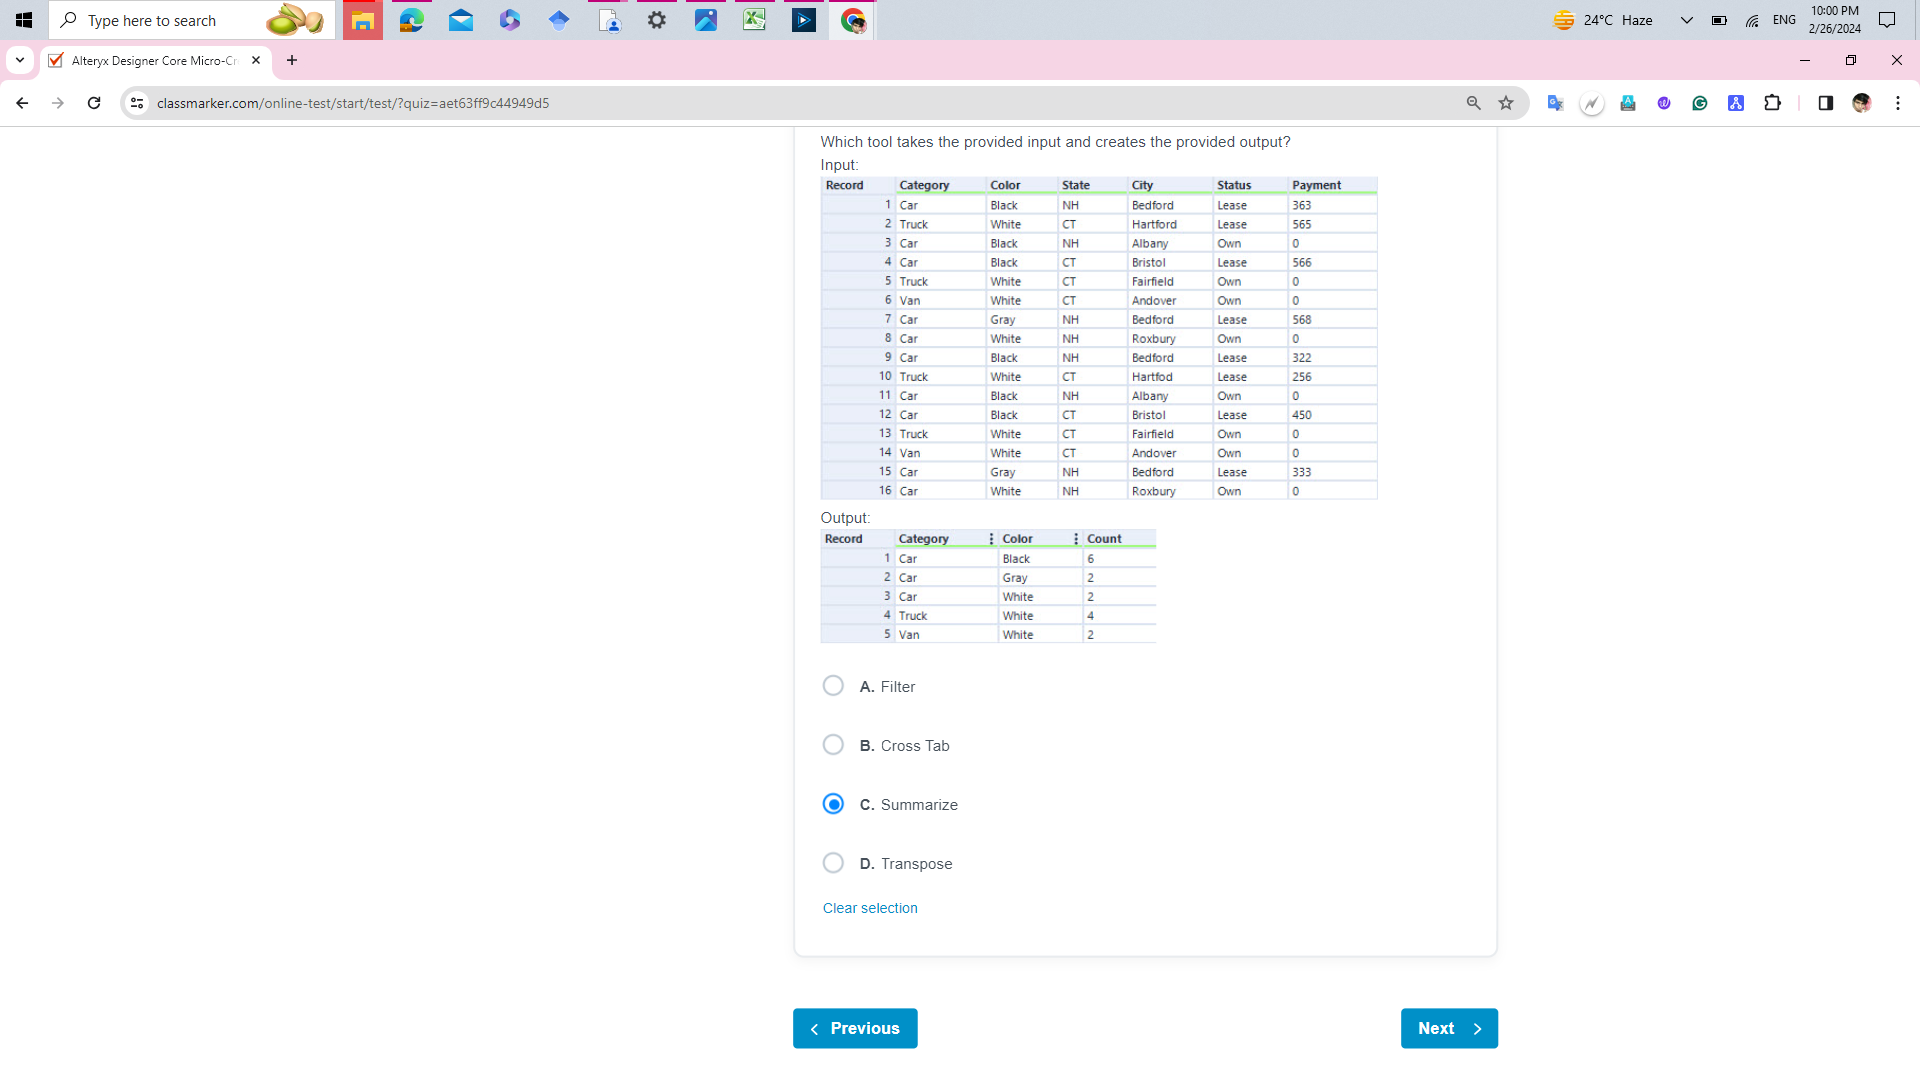 Type here to search
24°C Haze
ENG
10:00 PM
2/26/2024
Alteryx Designer Core Micro-Cr
classmarker.com/online-test/start/test/?quiz=aet63ff9c44949d5
Which tool takes the provided input and creates the provided output?
Input:
Record Category Color State City Status Payment
1 Car Black NH Bedford Lease 363
2 Truck White CT Hartford Lease 565
3 Car Black NH Albany Own 0
4 Car Black CT Bristol Lease 566
5 Truck White CT Fairfield Own 0
6 Van White CT Andover Own 0
7 Car Gray NH Bedford Lease 568
8 Car White NH Roxbury Own 0
9 Car Black NH Bedford Lease 322
10 Truck White CT Hartfod Lease 256
11 Car Black NH Albany Own 0
12 Car Black CT Bristol Lease 450
13 Truck White CT Fairfield Own 0
14 Van White CT Andover Own 0
15 Car Gray NH Bedford Lease 333
16 Car White NH Roxbury Own 0
Output:
Record Category Color Count
1 Car Black 6
2 Car Gray 2
3 Car White 2
4 Truck White 4
5 Van White 2
A. Filter
B. Cross Tab
C. Summarize
D. Transpose
Clear selection
Previous
Next